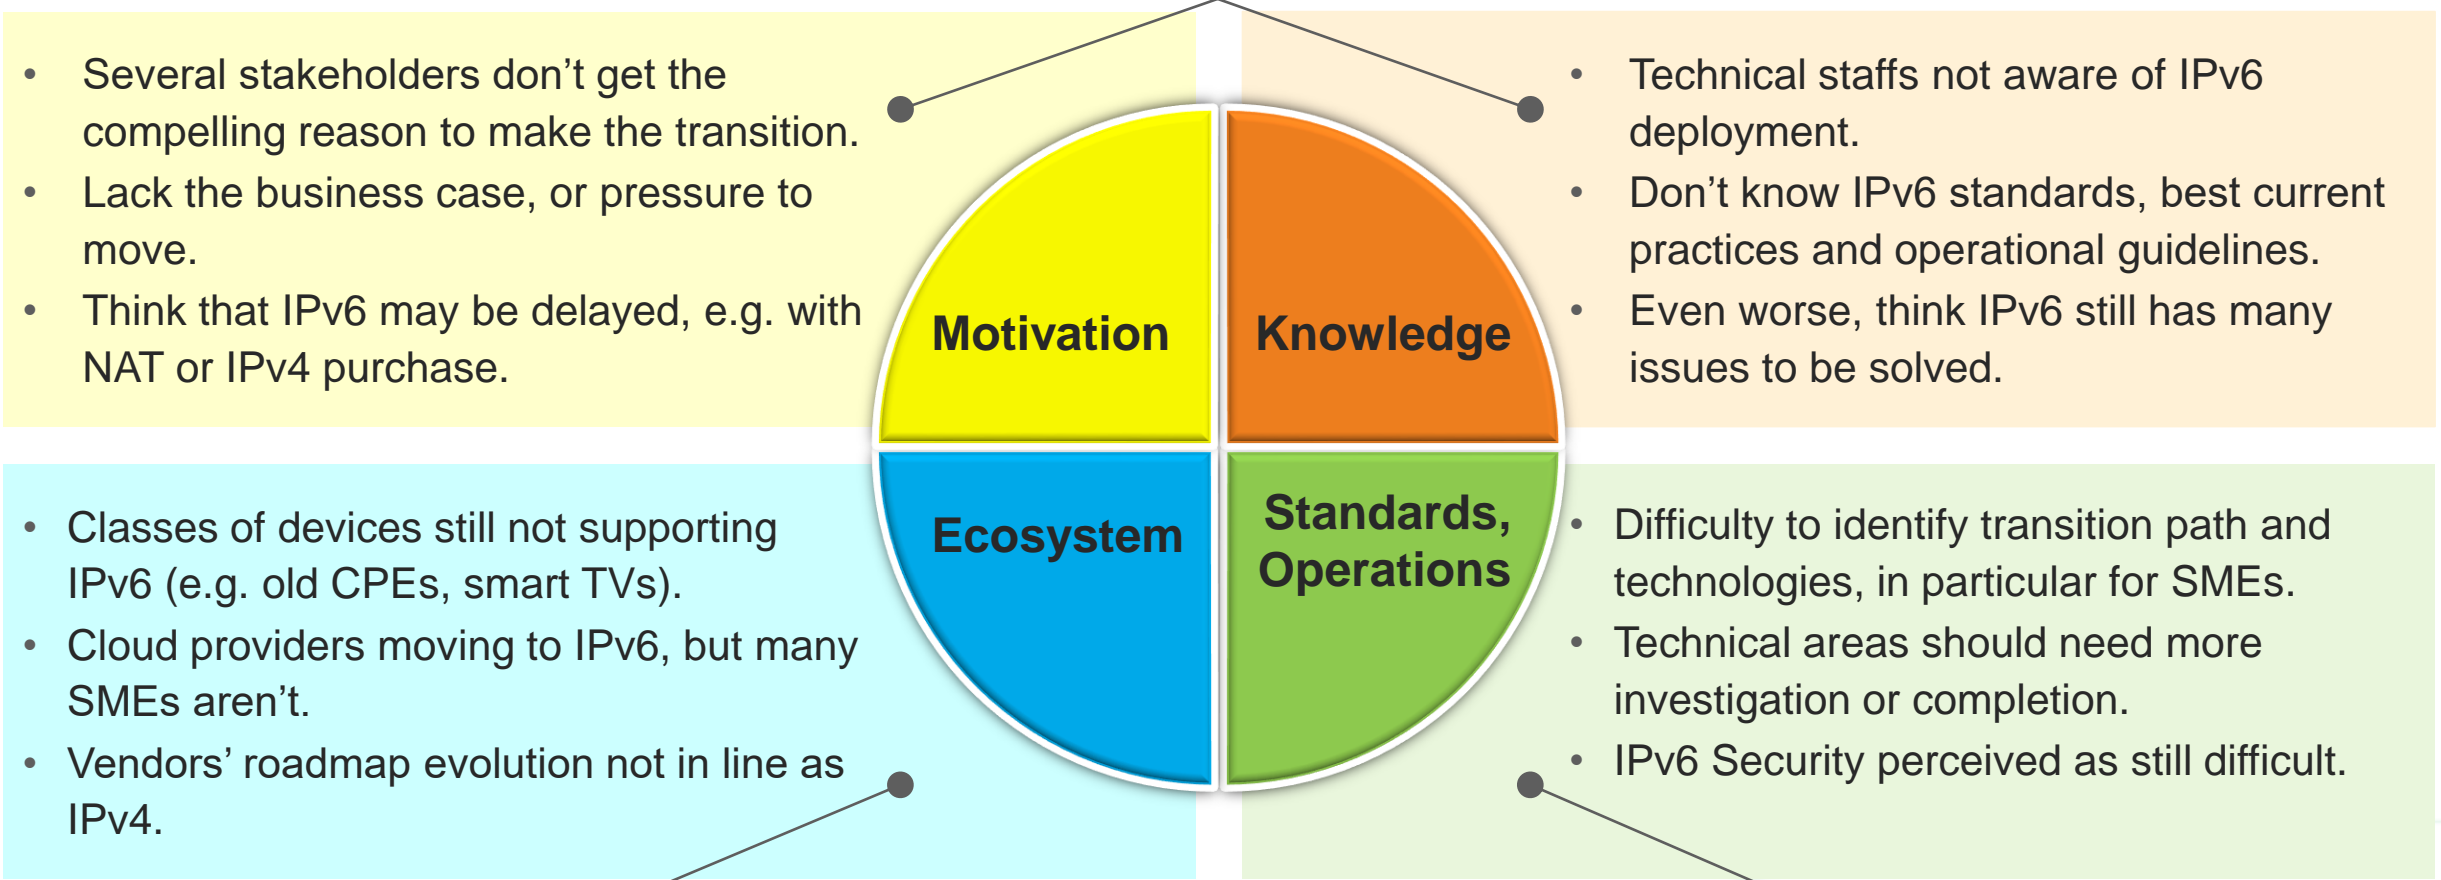 • Several stakeholders don’t get the
compelling reason to make the transition.
• Lack the business case, or pressure to
move.
• Think that IPv6 may be delayed, e.g. with
NAT or IPv4 purchase.
• Technical staffs not aware of IPv6
deployment.
• Don’t know IPv6 standards, best current
practices and operational guidelines.
• Even worse, think IPv6 still has many
issues to be solved.
Motivation
Knowledge
Ecosystem
Standards,
Operations
• Classes of devices still not supporting
IPv6 (e.g. old CPEs, smart TVs).
• Cloud providers moving to IPv6, but many
SMEs aren’t.
• Vendors’ roadmap evolution not in line as
IPv4.
• Difficulty to identify transition path and
technologies, in particular for SMEs.
• Technical areas should need more
investigation or completion.
• IPv6 Security perceived as still difficult.